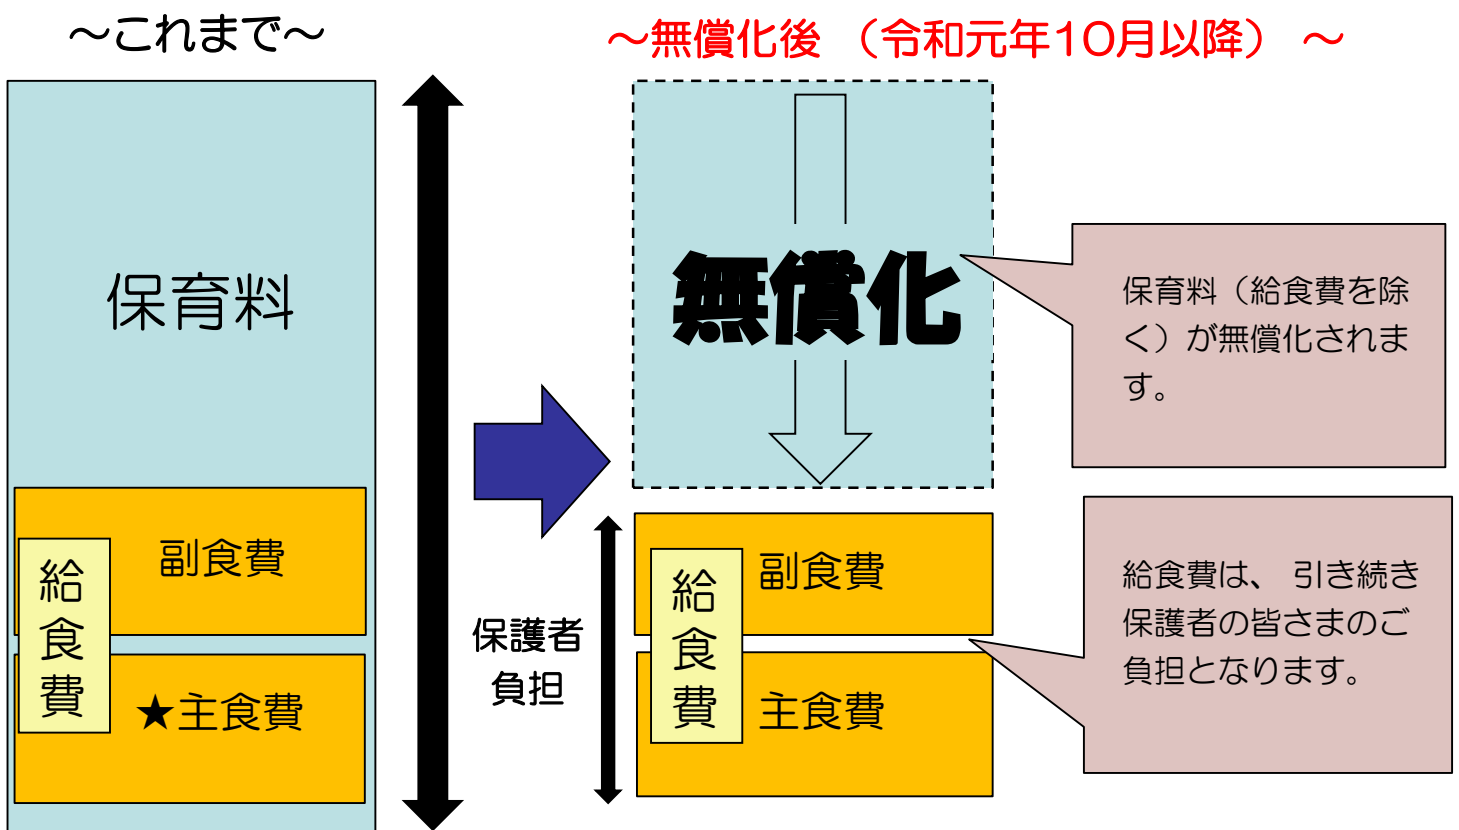 ～これまで～
～無償化後 （令和元年10月以降） ～
保育料
副食費
給食費
★主食費
保護者
負担
無償化
副食費
給食費
主食費
保育料（給食費を除
く）が無償化されま
す。
給食費は、 引き続き
保護者の皆さまのご
負担となります。